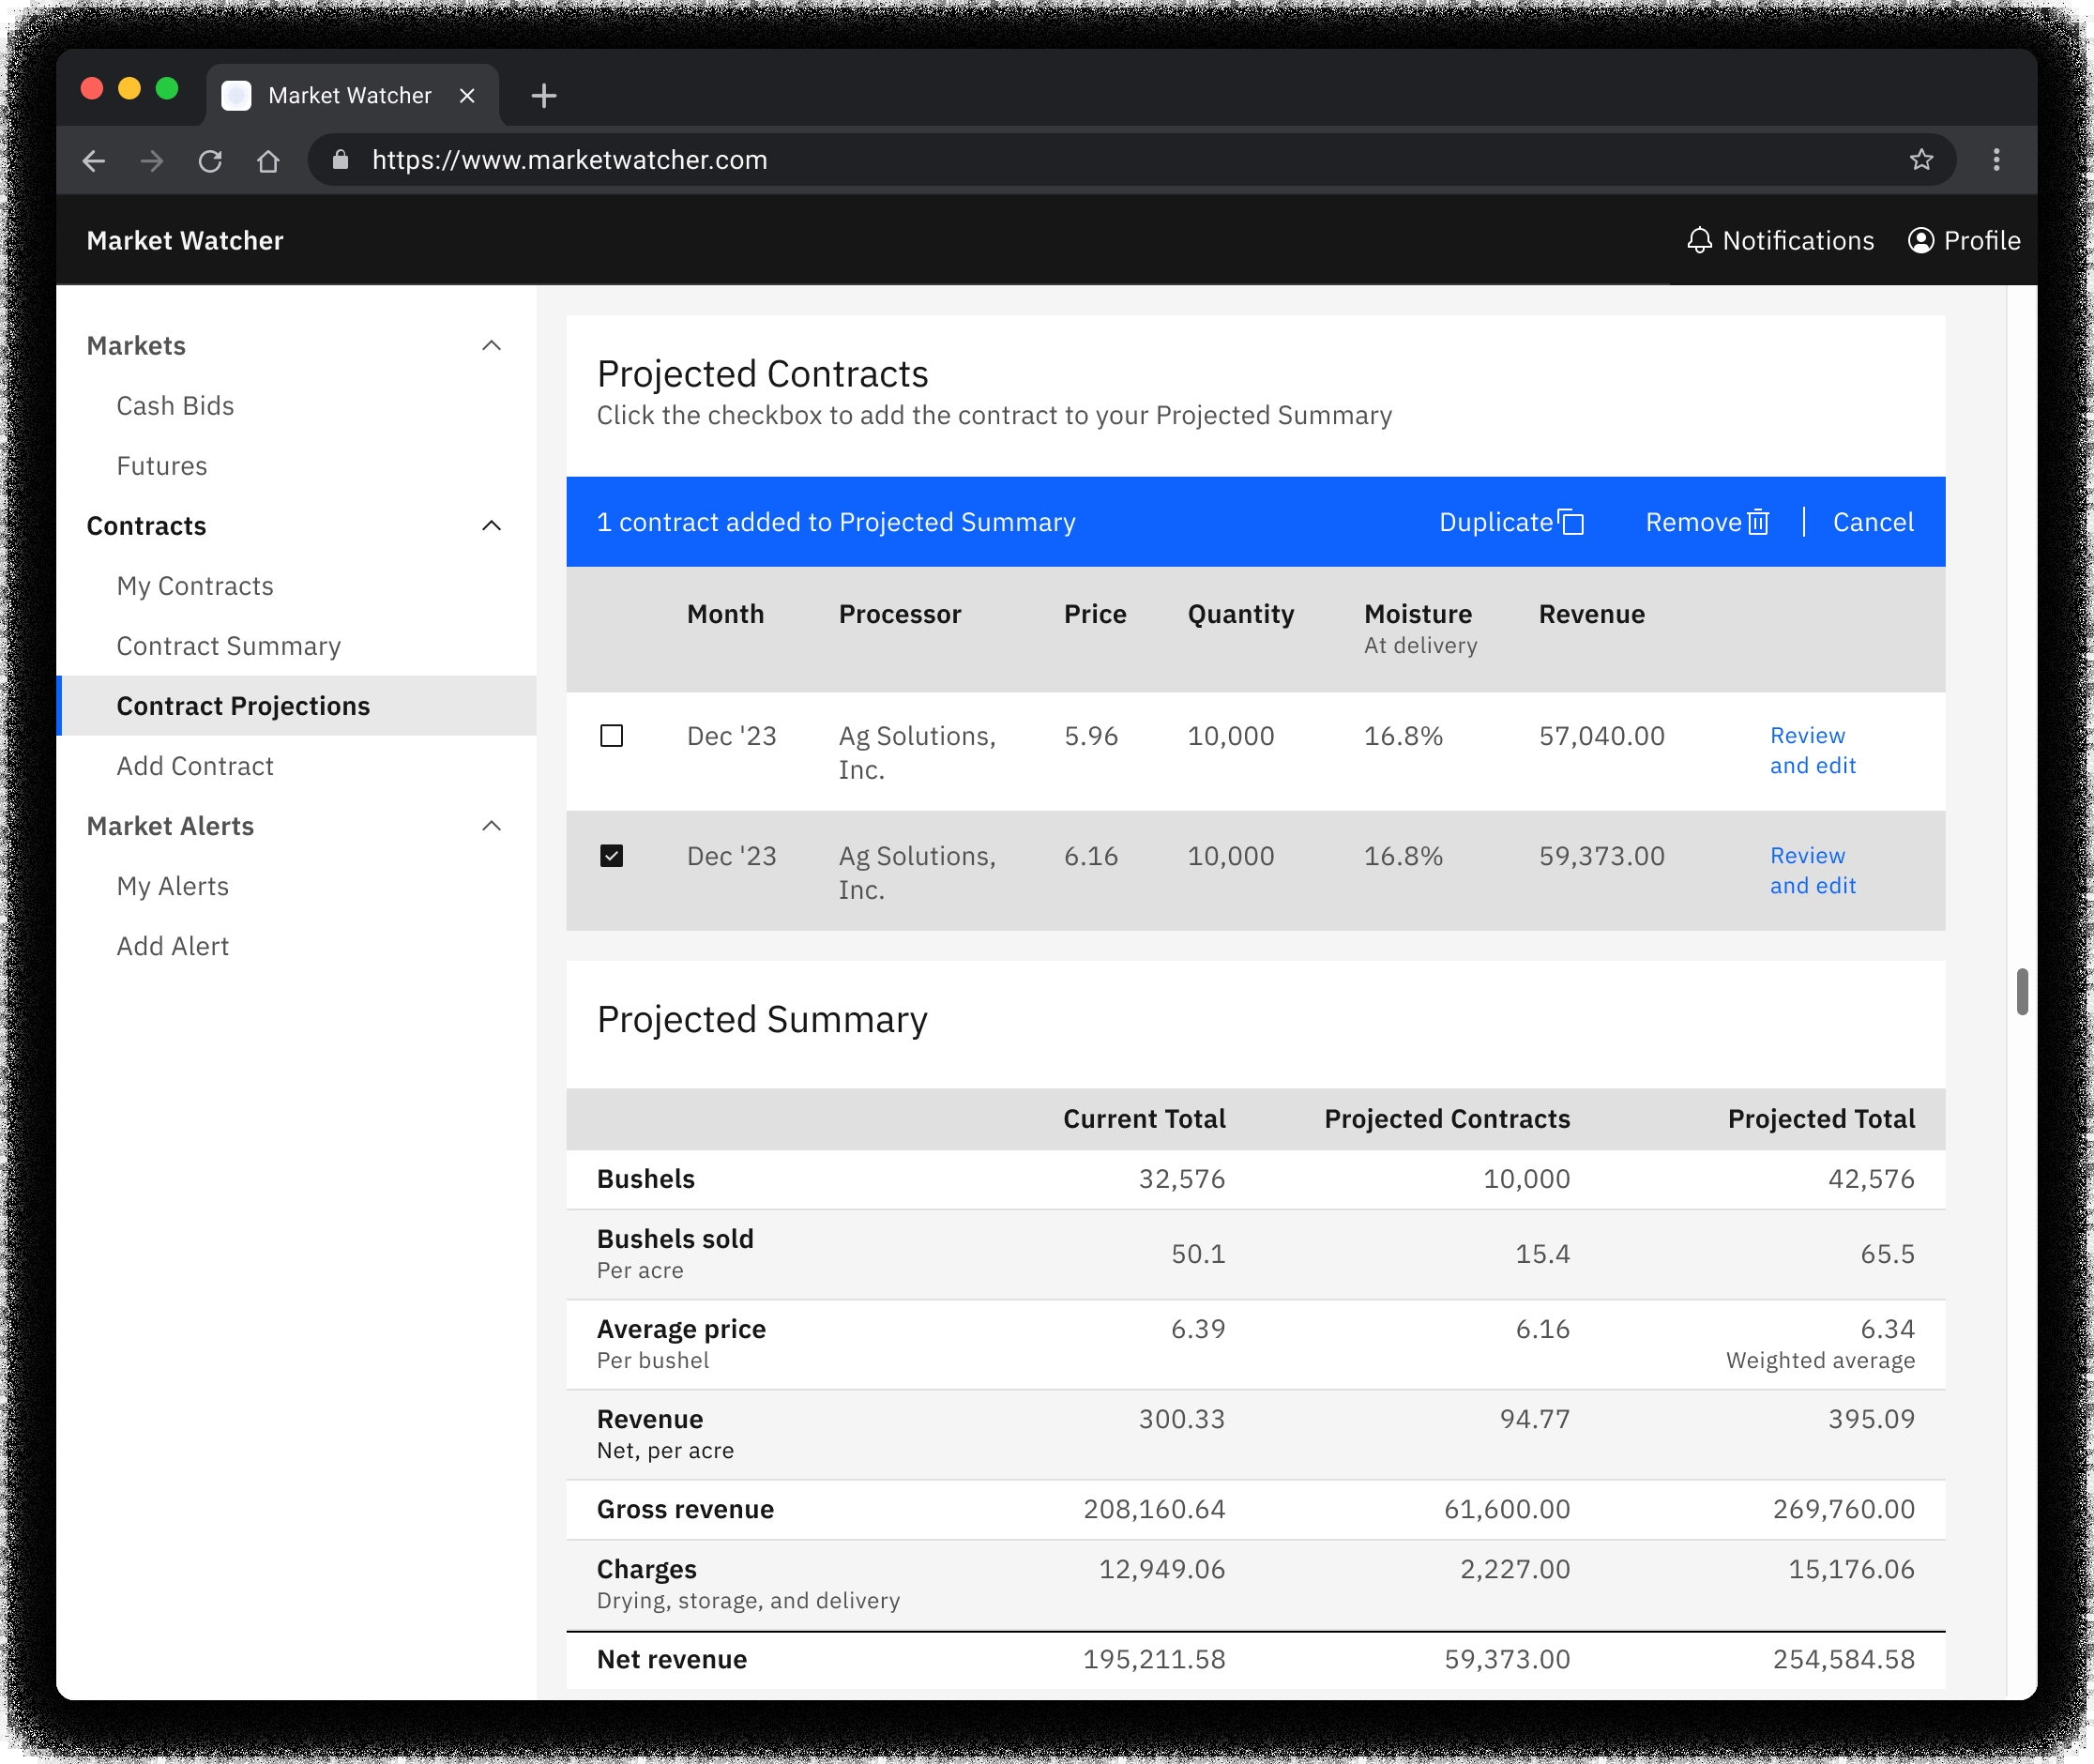 Market Watcher
https://www.marketwatcher.com
Market Watcher
Notifications
Profile
Markets
Cash Bids
Futures
Contracts
My Contracts
Contract Summary
Contract Projections
Add Contract
Market Alerts
My Alerts
Add Alert
Projected Contracts
Click the checkbox to add the contract to your Projected Summary
1 contract added to Projected Summary Duplicate Remove | Cancel
Month Processor Price Quantity Moisture Revenue
At delivery
Dec '23 Ag Solutions, 5.96 10,000 16.8% 57,040.00 Review
Inc. and edit
Dec '23 Ag Solutions, 6.16 10,000 16.8% 59,373.00 Review
Inc. and edit
Projected Summary
Current Total Projected Contracts Projected Total
Bushels 32,576 10,000 42,576
Bushels sold 50.1 15.4 65.5
Per acre
Average price 6.39 6.16 6.34
Per bushel Weighted average
Revenue 300.33 94.77 395.09
Net, per acre
Gross revenue 208,160.64 61,600.00 269,760.00
Charges 12,949.06 2,227.00 15,176.06
Drying, storage, and delivery
Net revenue 195,211.58 59,373.00 254,584.58